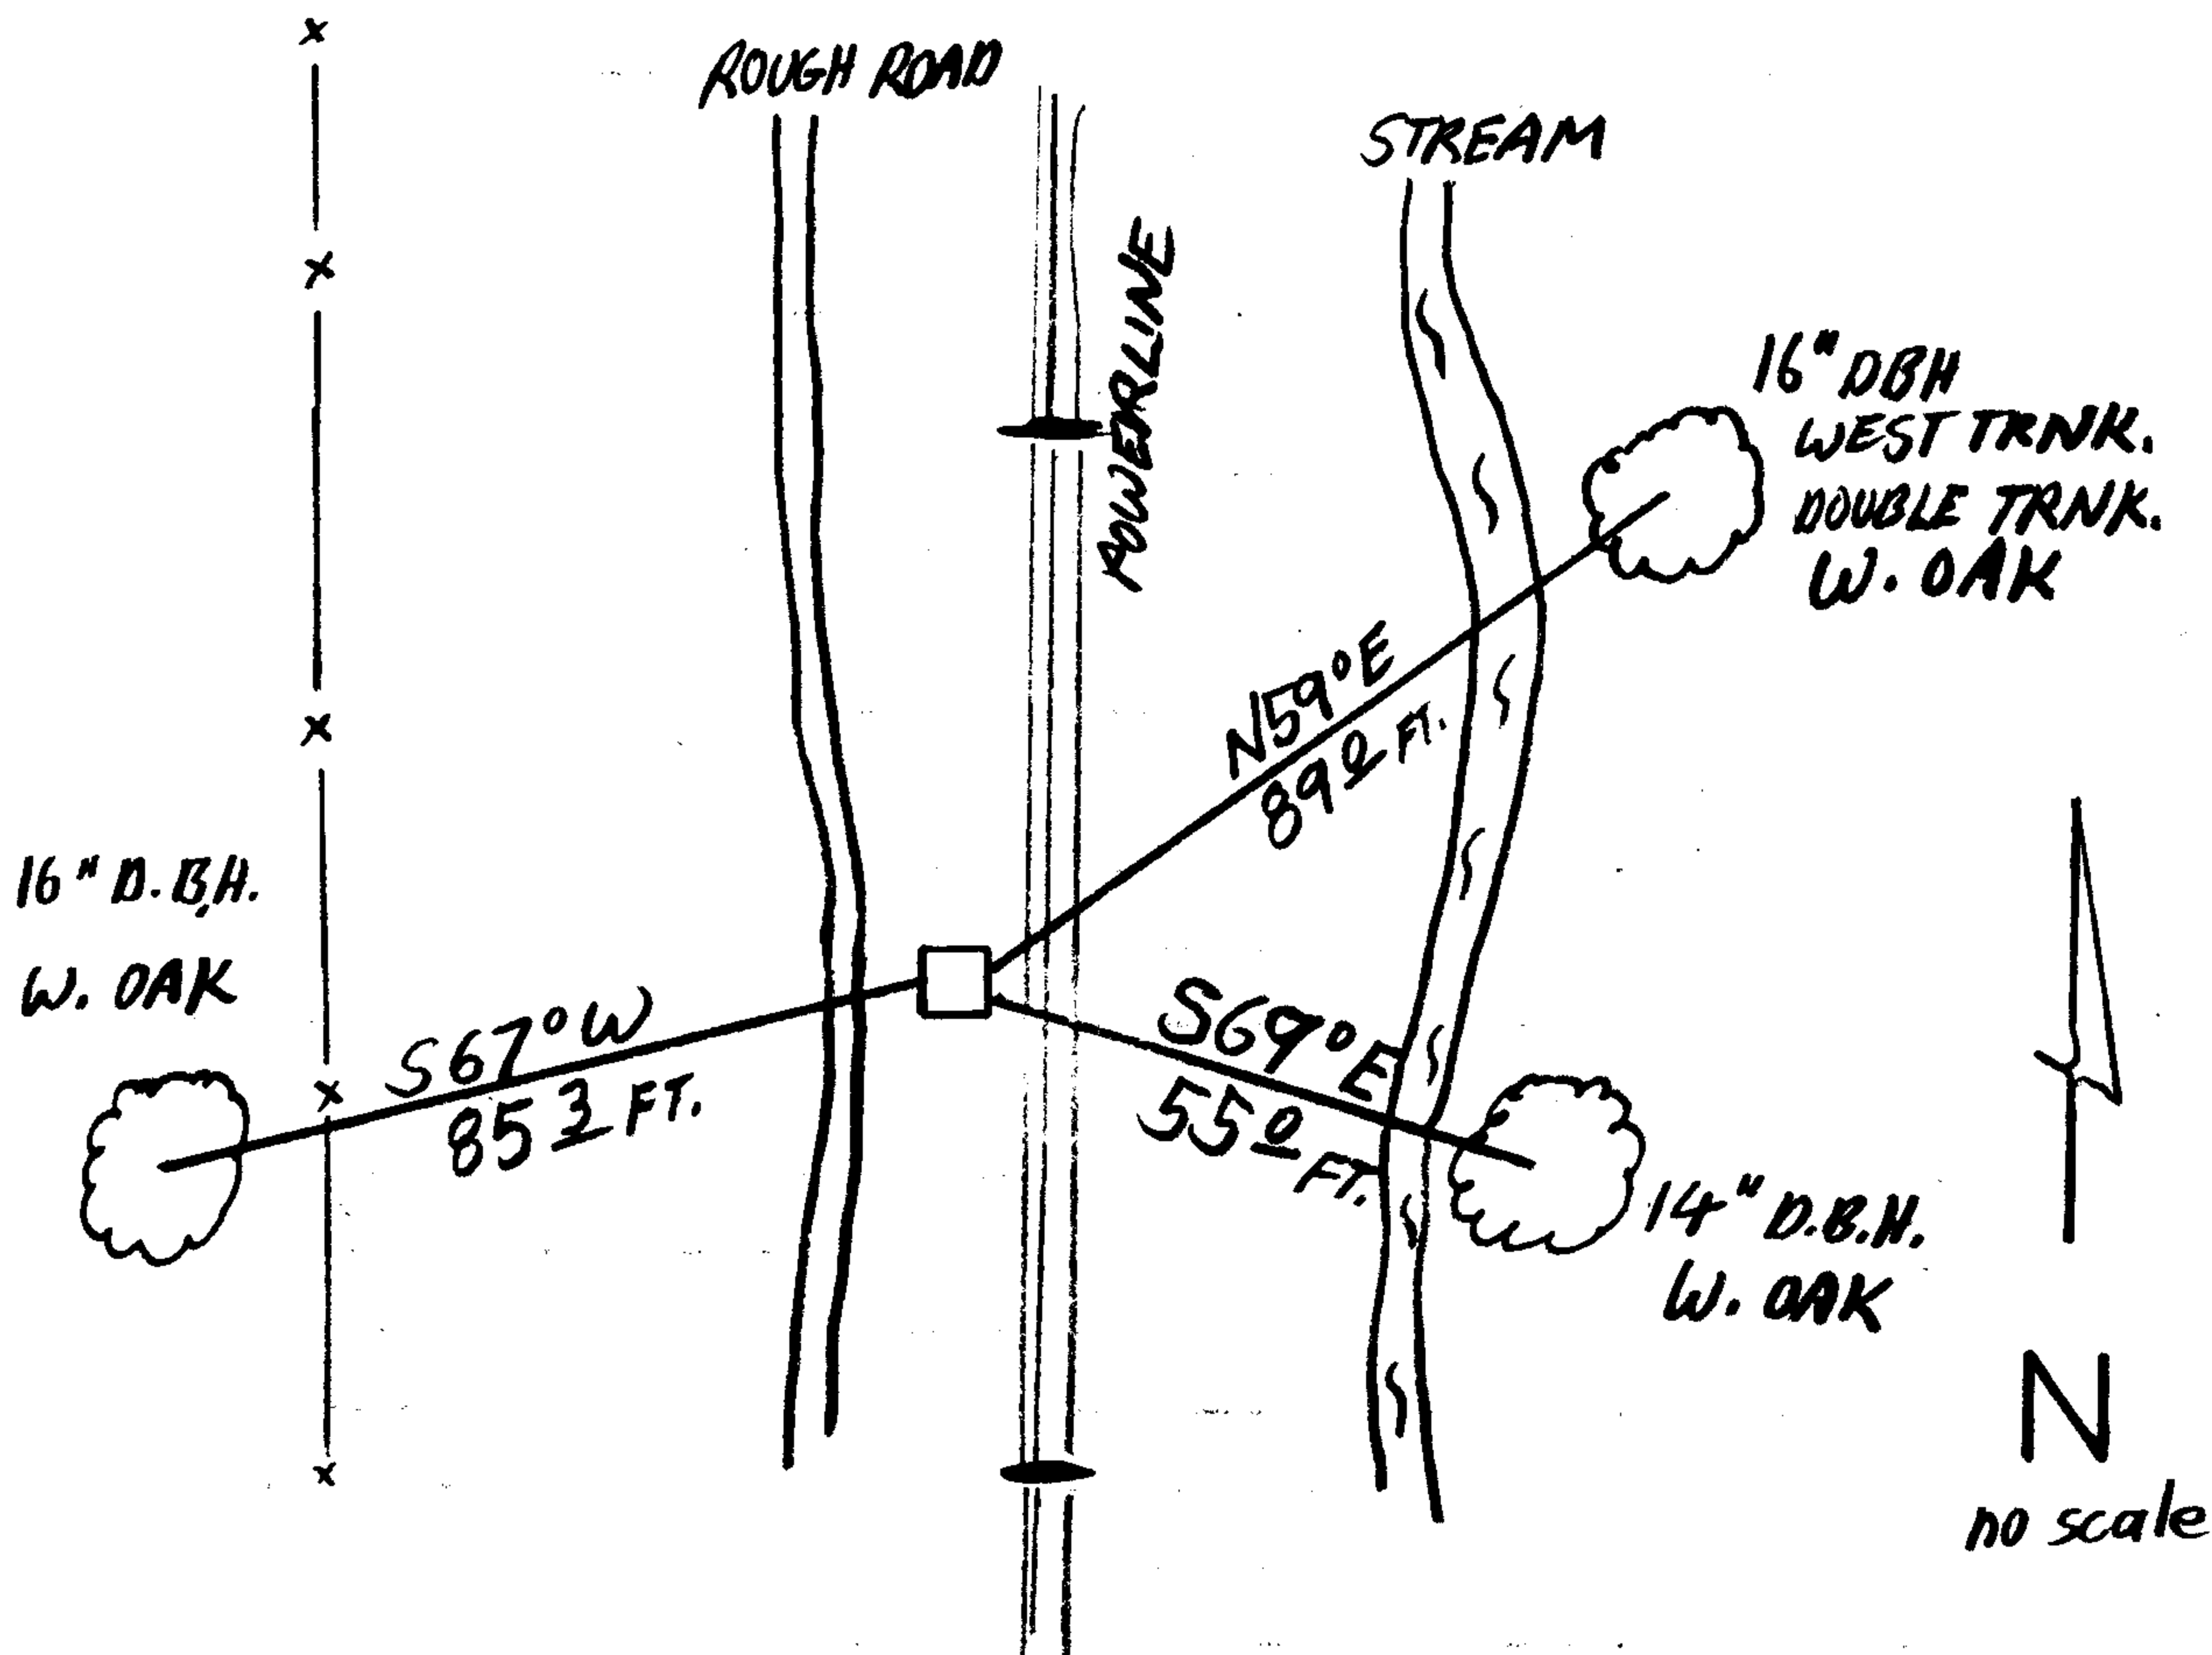 ROUGH ROAD
STREAM
POWERLINE
16" DBH
WEST TRNK.
DOUBLE TRNK.
W. OAK
N59°E
89 0 FT.
16" D.B.H.
W. OAK
S67°W
85 3 FT.
S69°E
55 0
FT.
14" D.B.H.
W. OAK
N
no scale